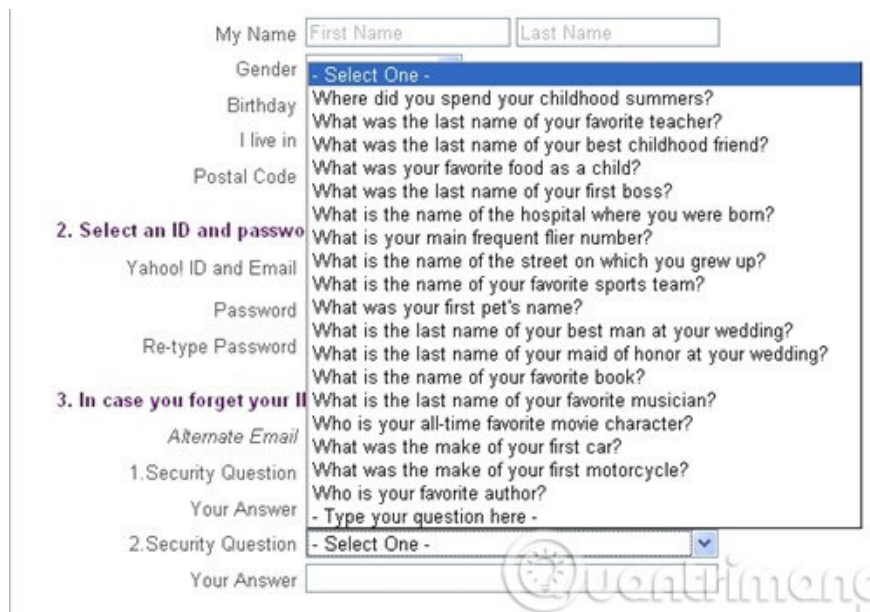 My Name First Name Last Name
Gender
- Select One -
Birthday
Where did you spend your childhood summers?
What was the last name of your favorite teacher?
I live in
What was the last name of your best childhood friend?
Postal Code
What was your favorite food as a child?
What was the last name of your first boss?
What is the name of the hospital where you were born?
2. Select an ID and passwo
What is your main frequent flier number?
Yahoo! ID and Email
What is the name of the street on which you grew up?
What is the name of your favorite sports team?
Password
What was your first pet's name?
What is the last name of your best man at your wedding?
Re-type Password
What is the last name of your maid of honor at your wedding?
What is the name of your favorite book?
3. In case you forget your I
What is the last name of your favorite musician?
Alternate Email
Who is your all-time favorite movie character?
What was the make of your first car?
1.Security Question
What was the make of your first motorcycle?
Who is your favorite author?
Your Answer
- Type your question here -
2.Security Question - Select One -
Your Answer
Quantrimang